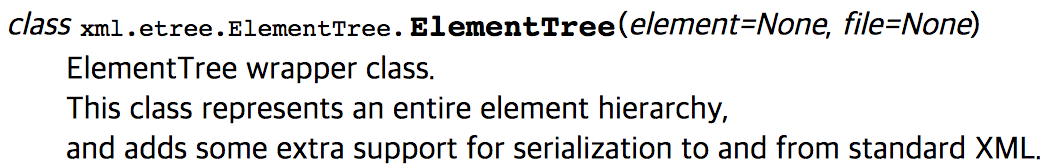 class xml.etree.ElementTree.ElementTree(element=None, file=None)
ElementTree wrapper class.
This class represents an entire element hierarchy,
and adds some extra support for serialization to and from standard XML.